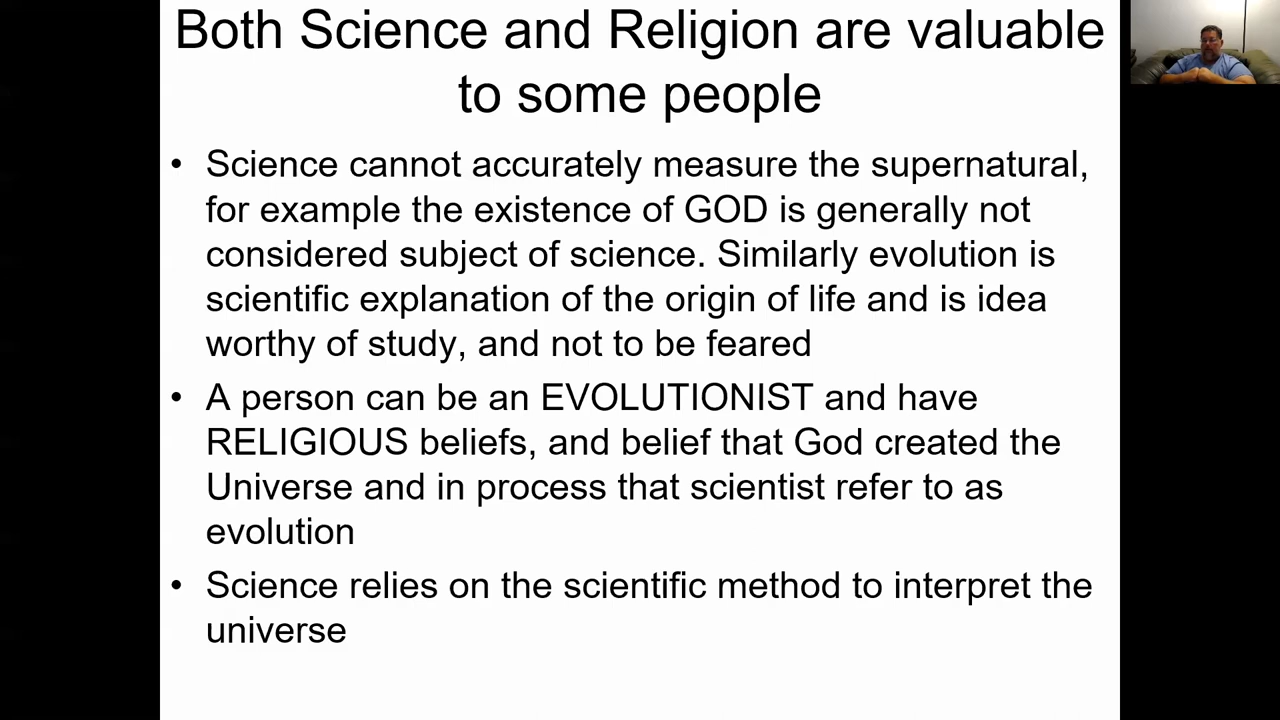 Both Science and Religion are valuable
to some people
• Science cannot accurately measure the supernatural,
for example the existence of GOD is generally not
considered subject of science. Similarly evolution is
scientific explanation of the origin of life and is idea
worthy of study, and not to be feared
• A person can be an EVOLUTIONIST and have
RELIGIOUS beliefs, and belief that God created the
Universe and in process that scientist refer to as
evolution
• Science relies on the scientific method to interpret the
universe